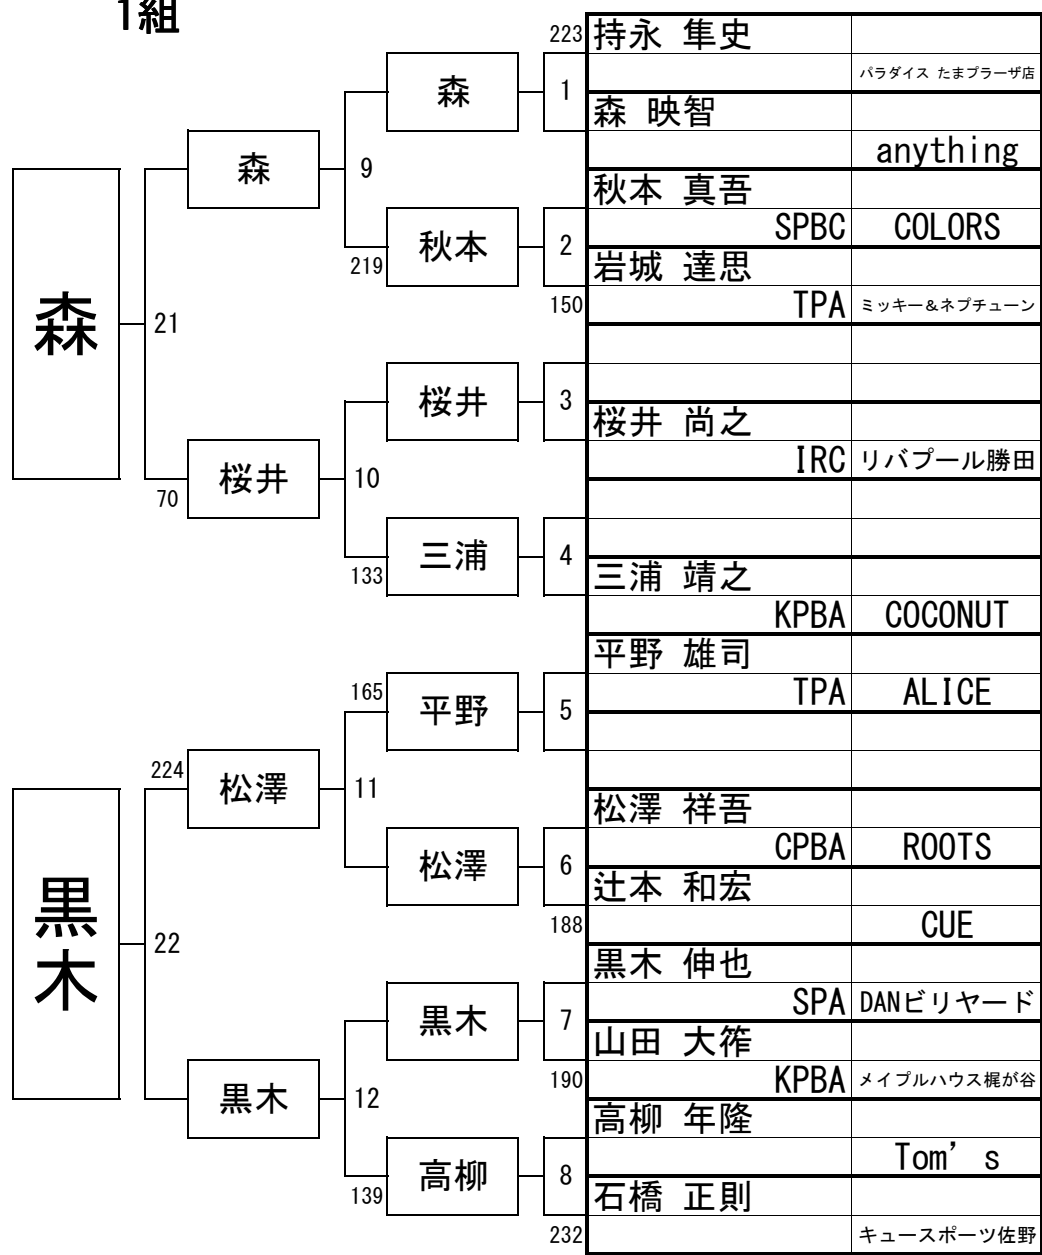 1組
223 持永 隼史
森 1 パラダイス たまプラーザ店
森 映智
森 9 anything
秋本 真吾
秋本 2 SPBC COLORS
219 岩城 達思
150 TPA ミッキー&ネプチューン
森 21
桜井 3
桜井 尚之
桜井 10 IRC リバプール勝田
70
三浦 4
133 三浦 靖之
KPBA COCONUT
平野 雄司
165 平野 5 TPA ALICE
224 松澤 11
松澤 祥吾
松澤 6 CPBA ROOTS
辻本 和宏
188 CUE
黒木 22
黒木 伸也
黒木 7 SPA DANビリヤード
山田 大筰
190 KPBA メイプルハウス梶が谷
黒木 12
高柳 年隆
高柳 8 Tom’s
139 石橋 正則
232 キュースポーツ佐野